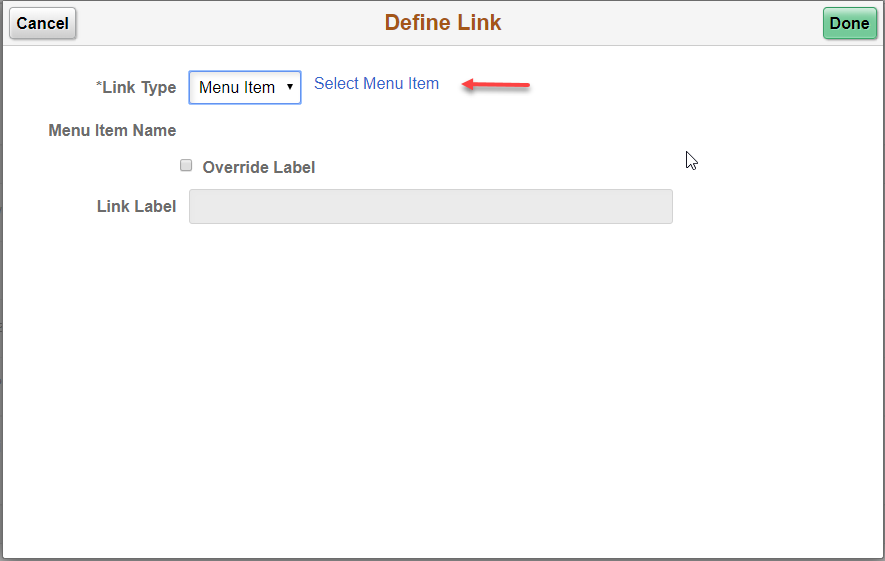 Cancel
Define Link
Done
*Link Type
Menu Item
Select Menu Item
Menu Item Name
Override Label
Link Label